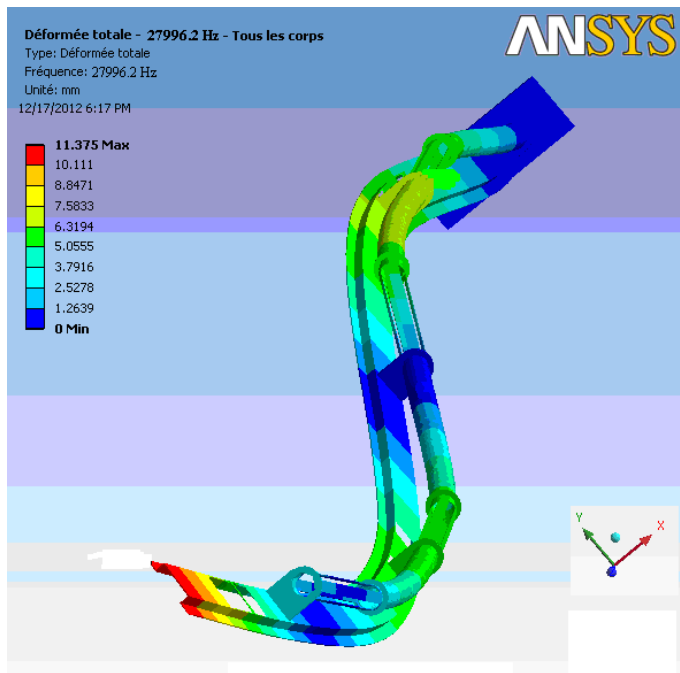 Déformée totale - 27996.2 Hz - Tous les corps
Type: Déformée totale
Fréquence: 27996.2 Hz
Unité: mm
12/17/2012 6:17 PM
ANSYS
11.375 Max
10.111
8.8471
7.5833
6.3194
5.0555
3.7916
2.5278
1.2639
0 Min
Y
X